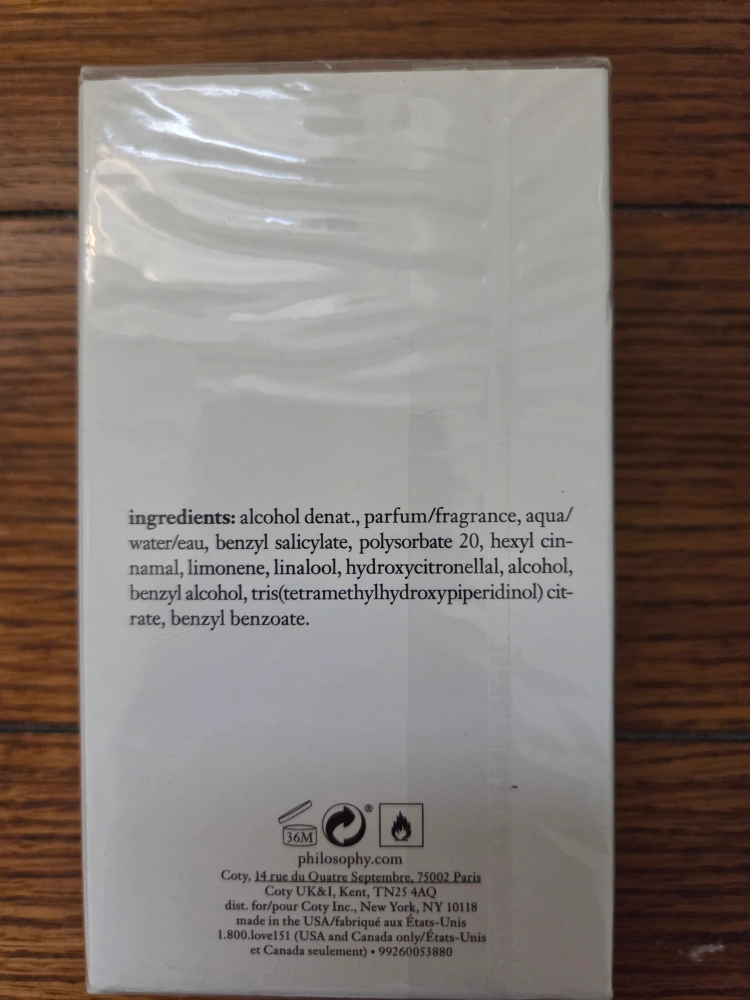 ingredients: alcohol denat., parfum/fragrance, aqua/
water/eau, benzyl salicylate, polysorbate 20, hexyl cin-
namal, limonene, linalool, hydroxycitronellal, alcohol,
benzyl alcohol, tris(tetramethylhydroxypiperidinol) cit-
rate, benzyl benzoate.
36M ®
philosophy.com
Coty, 14 rue du Quatre Septembre, 75002 Paris
Coty UK&I, Kent, TN25 4AQ
dist. for/pour Coty Inc., New York, NY 10118
made in the USA/fabriqué aux États-Unis
1.800.love151 (USA and Canada only/États-Unis
et Canada seulement) • 99260053880